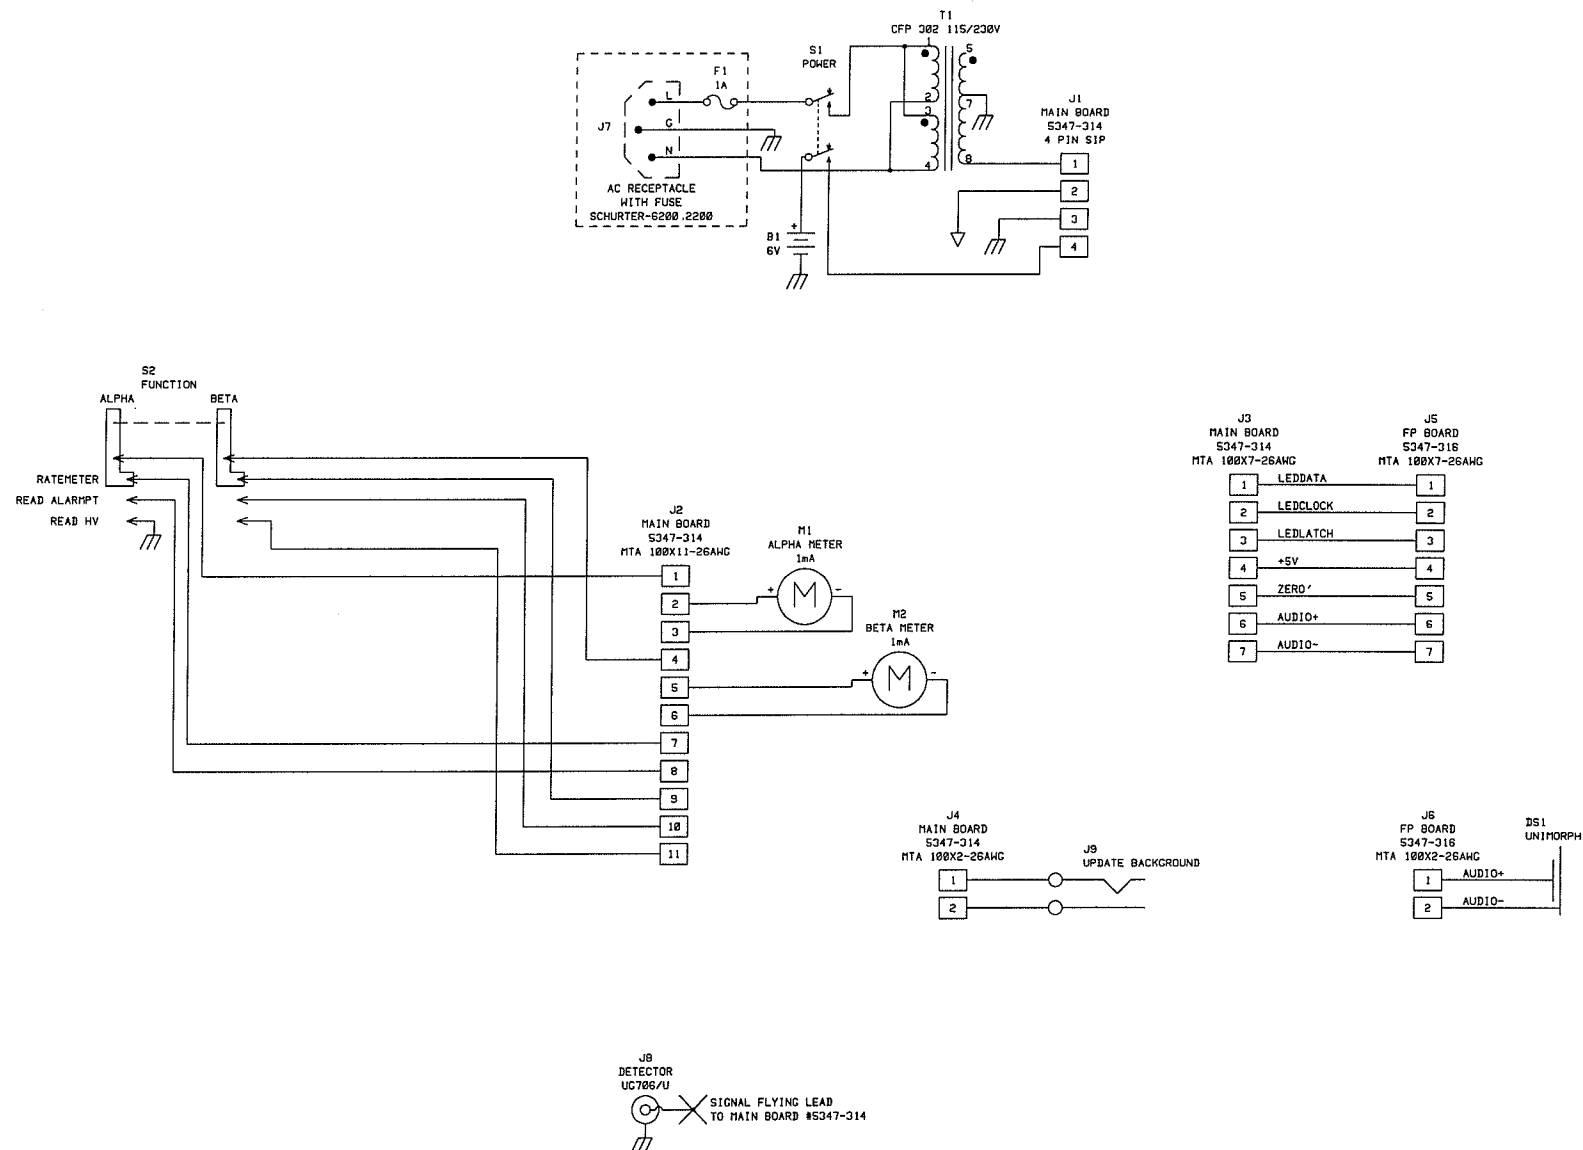 T1
CFP 302 115/230V
S1
POWER
F1
1A
L
G
N
J7
AC RECEPTACLE
WITH FUSE
SCHURTER-6200.2200
1
2
3
4
5
7
8
+
B1
6V
J1
MAIN BOARD
5347-314
4 PIN SIP
1
2
3
4
S2
FUNCTION
ALPHA
BETA
RATEMETER
READ ALARMPT
READ HV
J2
MAIN BOARD
5347-314
MTA 100X11-26AWG
1
2
3
4
5
6
7
8
9
10
11
M1
ALPHA METER
1mA
+
M
-
M2
BETA METER
1mA
+
M
-
J3
MAIN BOARD
5347-314
MTA 100X7-26AWG
J5
FP BOARD
5347-316
MTA 100X7-26AWG
1 LEDDATA 1
2 LEDCLOCK 2
3 LEDLATCH 3
4 +5V 4
5 ZERO' 5
6 AUDIO+ 6
7 AUDIO- 7
J4
MAIN BOARD
5347-314
MTA 100X2-26AWG
1
2
J9
UPDATE BACKGROUND
J6
FP BOARD
5347-316
MTA 100X2-26AWG
1 AUDIO+
2 AUDIO-
DS1
UNIMORPH
J8
DETECTOR
UG706/U
SIGNAL FLYING LEAD
TO MAIN BOARD #5347-314